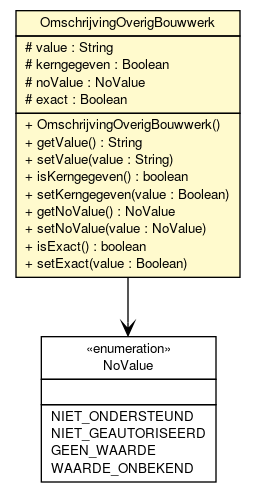 OmschrijvingOverigBouwwerk
# value : String
# kerngegeven : Boolean
# noValue : NoValue
# exact : Boolean
+ OmschrijvingOverigBouwwerk()
+ getValue() : String
+ setValue(value : String)
+ isKerngegeven() : boolean
+ setKerngegeven(value : Boolean)
+ getNoValue() : NoValue
+ setNoValue(value : NoValue)
+ isExact() : boolean
+ setExact(value : Boolean)
«enumeration»
NoValue
NIET_ONDERSTEUND
NIET_GEAUTORISEERD
GEEN_WAARDE
WAARDE_ONBEKEND